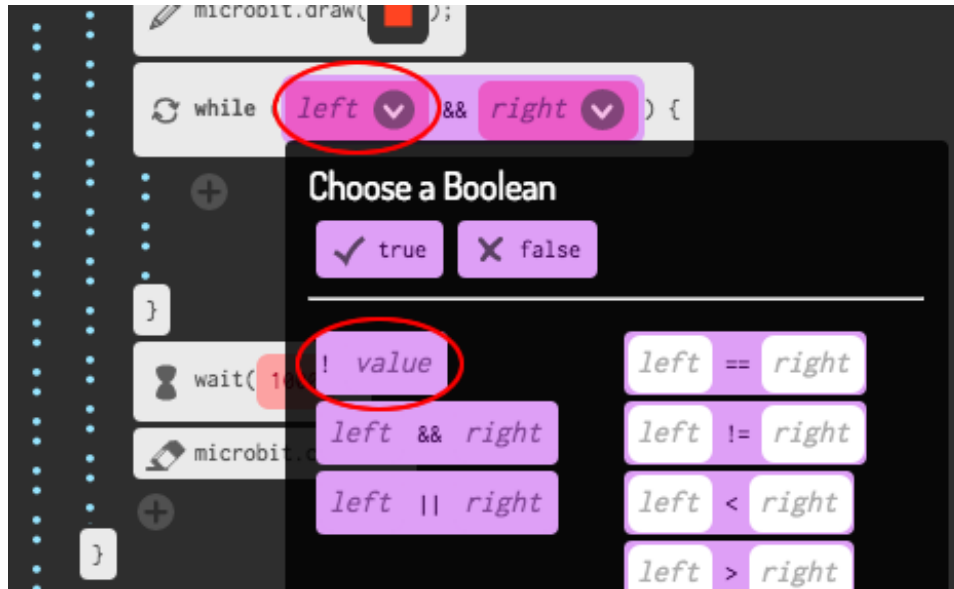 microbit.draw( );
while ( left && right ) {
Choose a Boolean
true false
}
! value left == right
wait(
left && right left != right
microbit.
left || right left < right
}
left > right